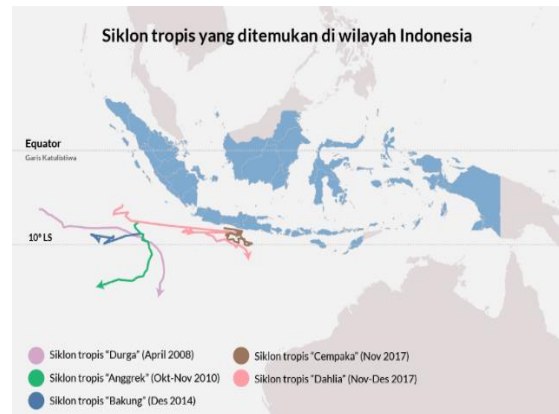 Siklon tropis yang ditemukan di wilayah Indonesia
Equator
Garis Katulistiwa
10° LS
Siklon tropis "Durga" (April 2008)
Siklon tropis "Anggrek" (Okt-Nov 2010)
Siklon tropis "Bakung" (Des 2014)
Siklon tropis "Cempaka" (Nov 2017)
Siklon tropis "Dahlia" (Nov-Des 2017)